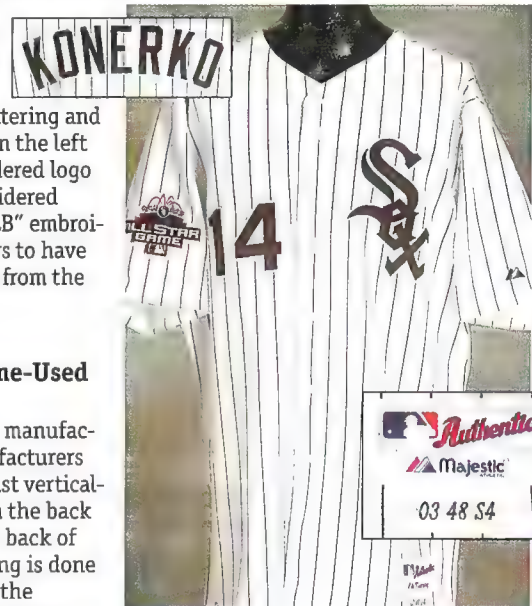 KONERKO
tering and
n the left
dered logo
idered
B" embroi-
rs to have
from the
ne-Used
manufac-
facturers
st vertical-
n the back
back of
ng is done
the
ALL STAR
GAME
14
Sox
Authentic
Majestic
03 48 S4